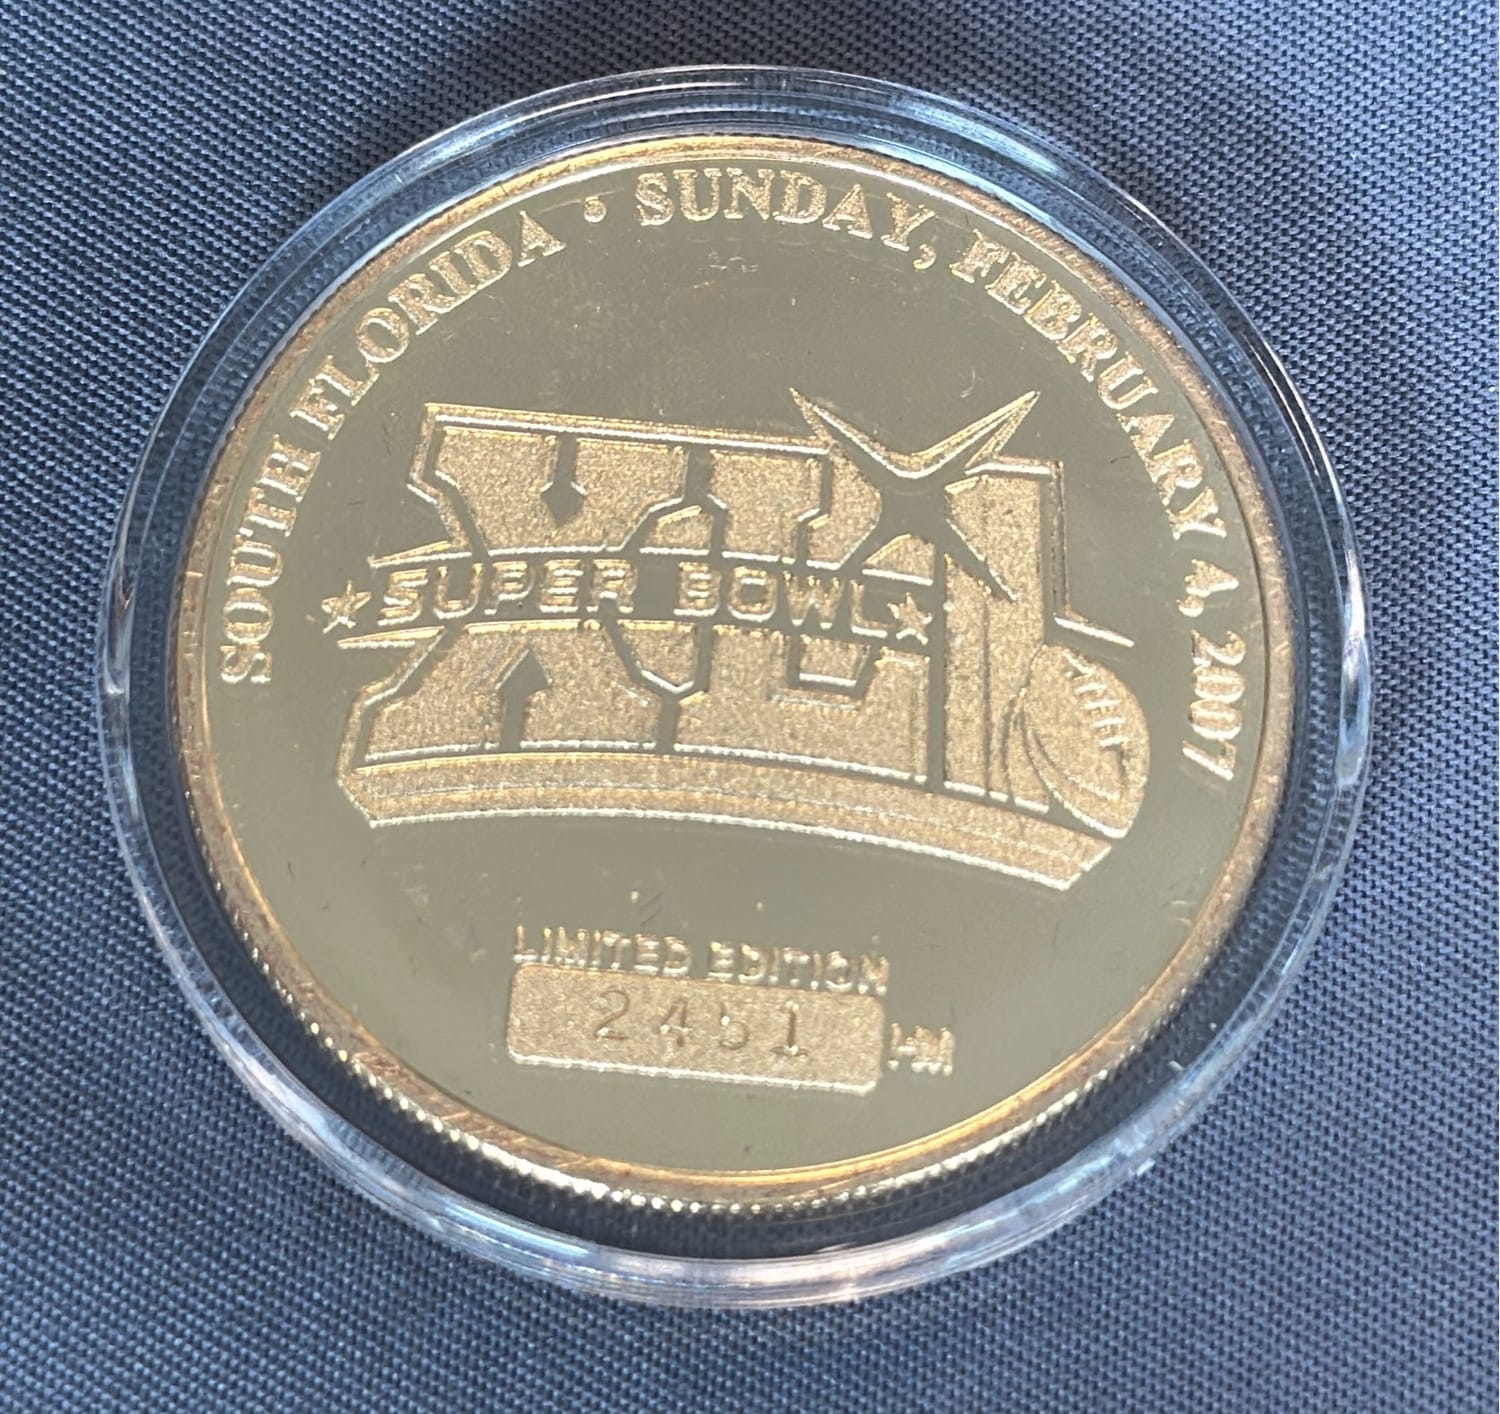 SOUTH FLORIDA • SUNDAY, FEBRUARY 4, 2007
XLI
SUPER BOWL
LIMITED EDITION
2451
HM